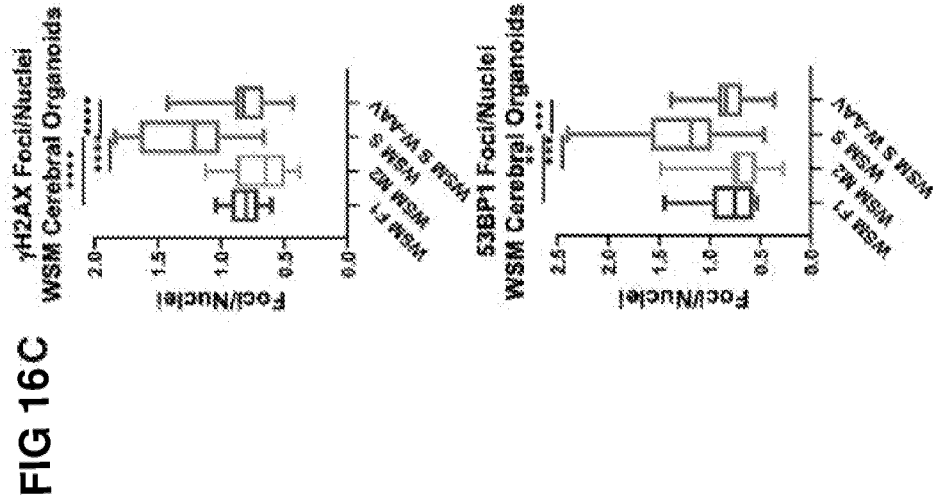 FIG 16C
γH2AX Foci/Nuclei
WSM Cerebral Organoids
****
****
****
Foci/Nuclei
2.0
1.5
1.0
0.5
0.0
WSM F1
WSM M2
WSM S
WSM S W-AAV
53BP1 Foci/Nuclei
WSM Cerebral Organoids
**
***
Foci/Nuclei
2.5
2.0
1.5
1.0
0.5
0.0
WSM F1
WSM M2
WSM S
WSM S W-AAV